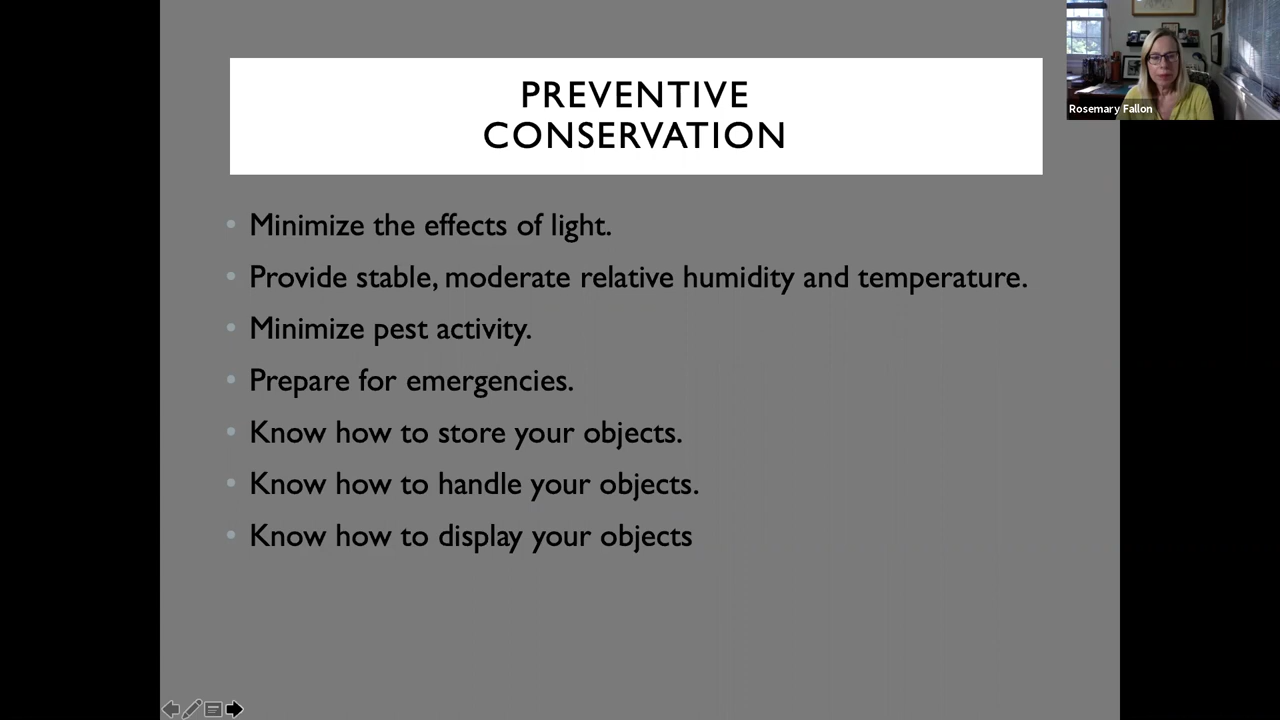 PREVENTIVE
CONSERVATION
• Minimize the effects of light.
• Provide stable, moderate relative humidity and temperature.
• Minimize pest activity.
• Prepare for emergencies.
• Know how to store your objects.
• Know how to handle your objects.
• Know how to display your objects
Rosemary Fallon